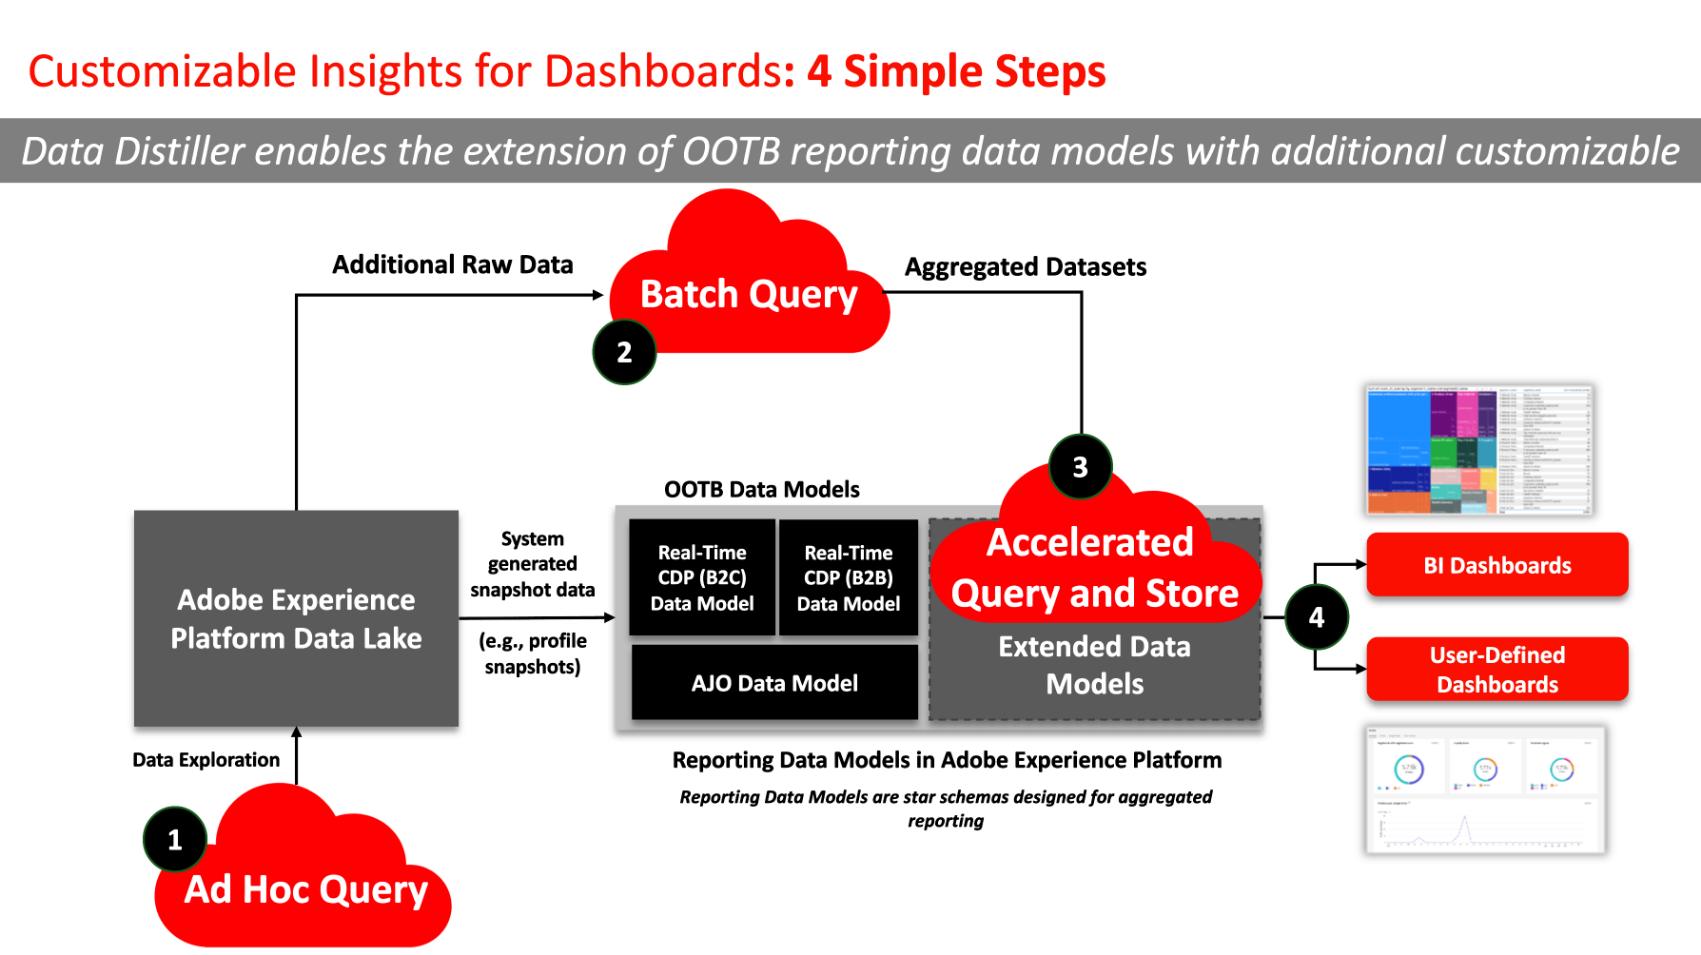 Customizable Insights for Dashboards: 4 Simple Steps
Data Distiller enables the extension of OOTB reporting data models with additional customizable
Additional Raw Data
Batch Query
2
Aggregated Datasets
3
OOTB Data Models
Adobe Experience
Platform Data Lake
System
generated
snapshot data
(e.g., profile
snapshots)
Real-Time
CDP (B2C)
Data Model
Real-Time
CDP (B2B)
Data Model
AJO Data Model
Accelerated
Query and Store
Extended Data
Models
4
BI Dashboards
User-Defined
Dashboards
Data Exploration
Reporting Data Models in Adobe Experience Platform
Reporting Data Models are star schemas designed for aggregated
reporting
1
Ad Hoc Query